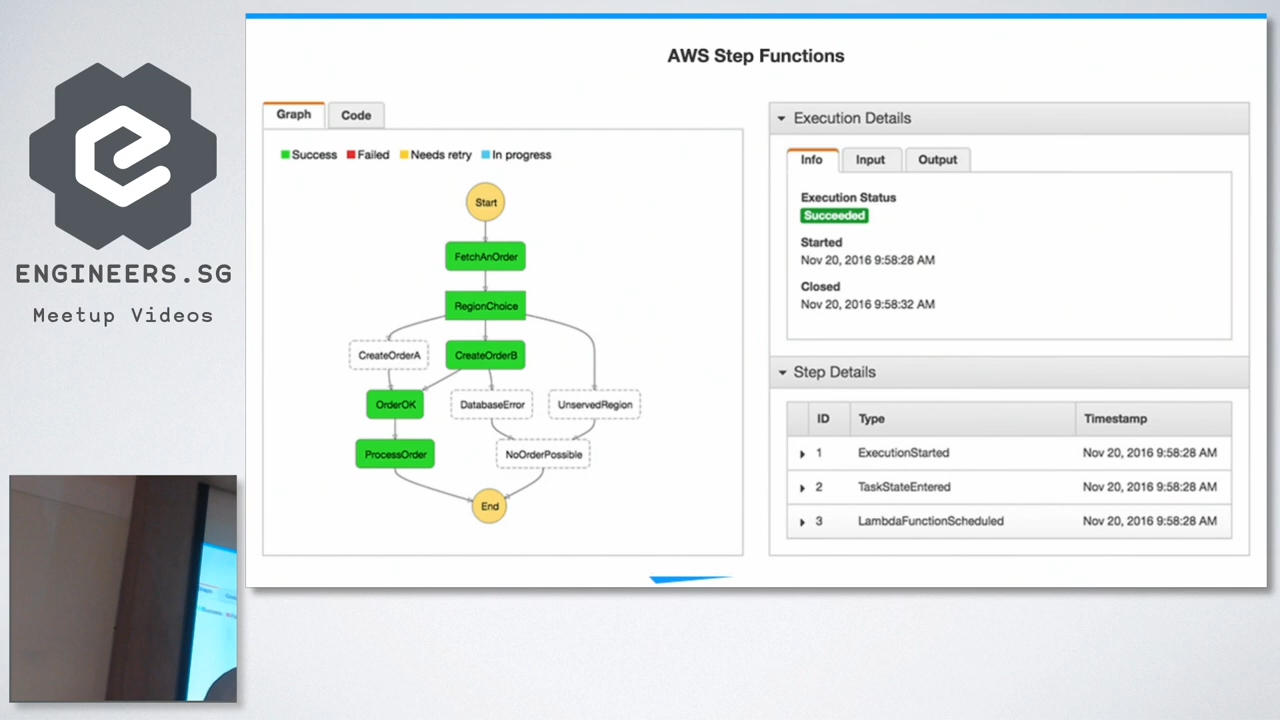 ENGINEERS.SG
Meetup Videos
AWS Step Functions
Graph
Code
Success
Failed
Needs retry
In progress
Start
FetchAnOrder
RegionChoice
CreateOrderA
CreateOrderB
OrderOK
DatabaseError
UnservedRegion
ProcessOrder
NoOrderPossible
End
Execution Details
Info
Input
Output
Execution Status
Succeeded
Started
Nov 20, 2016 9:58:28 AM
Closed
Nov 20, 2016 9:58:32 AM
Step Details
ID Type Timestamp
1 ExecutionStarted Nov 20, 2016 9:58:28 AM
2 TaskStateEntered Nov 20, 2016 9:58:28 AM
3 LambdaFunctionScheduled Nov 20, 2016 9:58:28 AM